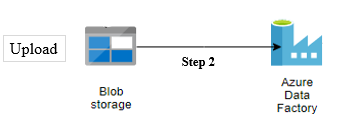 Upload
Step 2
Blob
storage
Azure
Data
Factory